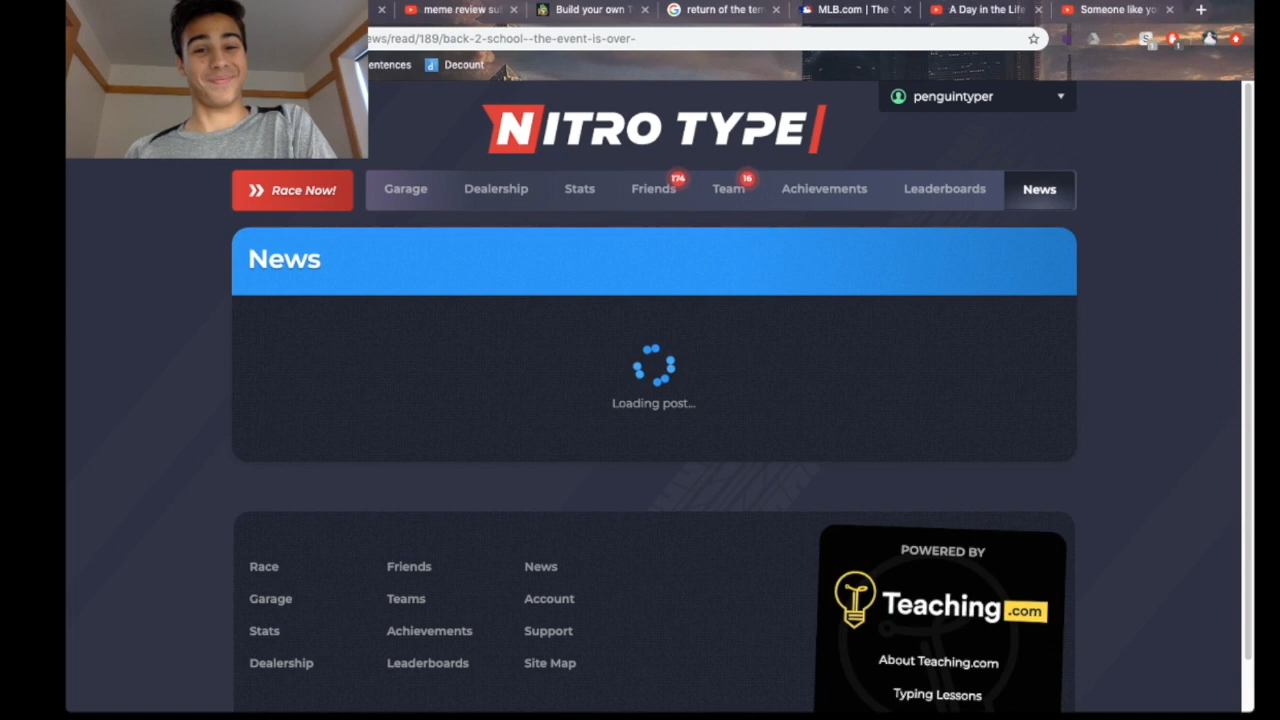 meme review su
Build your own T
return of the tem
MLB.com | The (
A Day in the Life
Someone like yo
ews/read/189/back-2-school--the-event-is-over-
entences
Decount
penguintyper
NITRO TYPE
Race Now!
Garage
Dealership
Stats
Friends
174
Team
16
Achievements
Leaderboards
News
News
Loading post...
Race
Friends
News
Garage
Teams
Account
Stats
Achievements
Support
Dealership
Leaderboards
Site Map
POWERED BY
Teaching.com
About Teaching.com
Typing Lessons